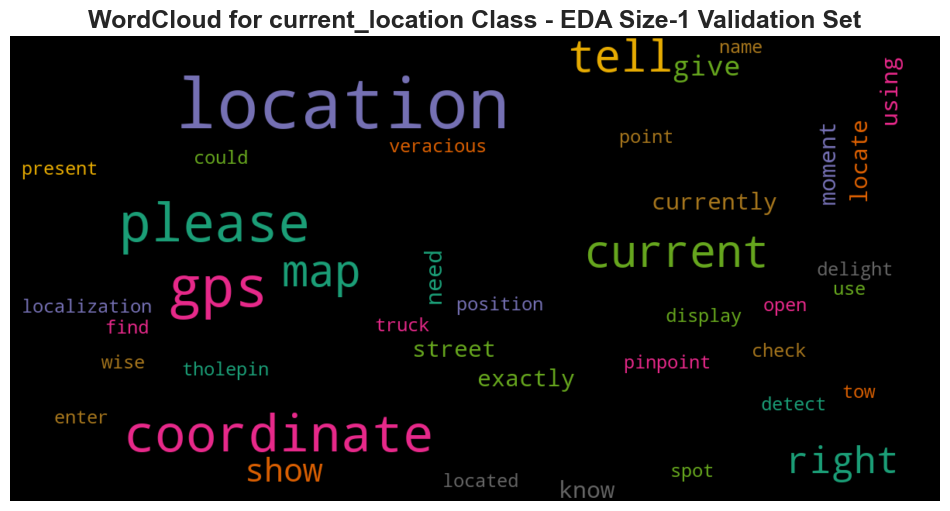 WordCloud for current_location Class - EDA Size-1 Validation Set
name
tell
give
using
location
point
moment
locate
veracious
could
present
currently
please
current
need
map
delight
gps
use
localization
position
open
display
find
truck
street
check
pinpoint
wise
tholepin
exactly
tow
detect
enter
coordinate
right
show
spot
located
know